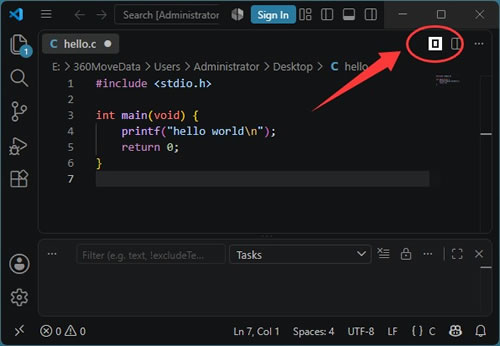 Search [Administrator
Sign In
hello.c
E: > 360MoveData > Users > Administrator > Desktop > C hello.
1 #include <stdio.h>
2
3 int main(void) {
4 printf("hello world\n");
5 return 0;
6 }
7
1
Filter (e.g. text, !excludeTe...
Tasks
0 0
Ln 7, Col 1
Spaces: 4
UTF-8
LF
{ } C